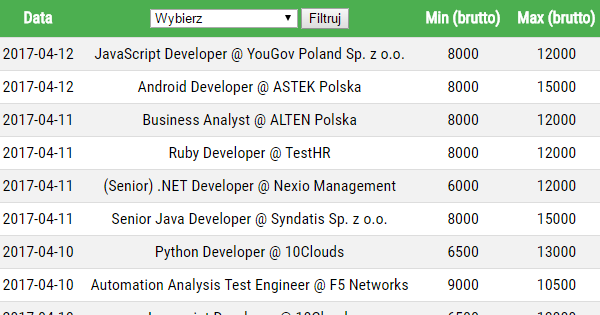 Data Wybierz Filtruj Min (brutto) Max (brutto)
2017-04-12 JavaScript Developer @ YouGov Poland Sp. z o.o. 8000 12000
2017-04-12 Android Developer @ ASTEK Polska 8000 15000
2017-04-11 Business Analyst @ ALTEN Polska 8000 12000
2017-04-11 Ruby Developer @ TestHR 8000 12000
2017-04-11 (Senior) .NET Developer @ Nexio Management 6000 12000
2017-04-11 Senior Java Developer @ Syndatis Sp. z o.o. 8000 15000
2017-04-10 Python Developer @ 10Clouds 6500 13000
2017-04-10 Automation Analysis Test Engineer @ F5 Networks 9000 10500